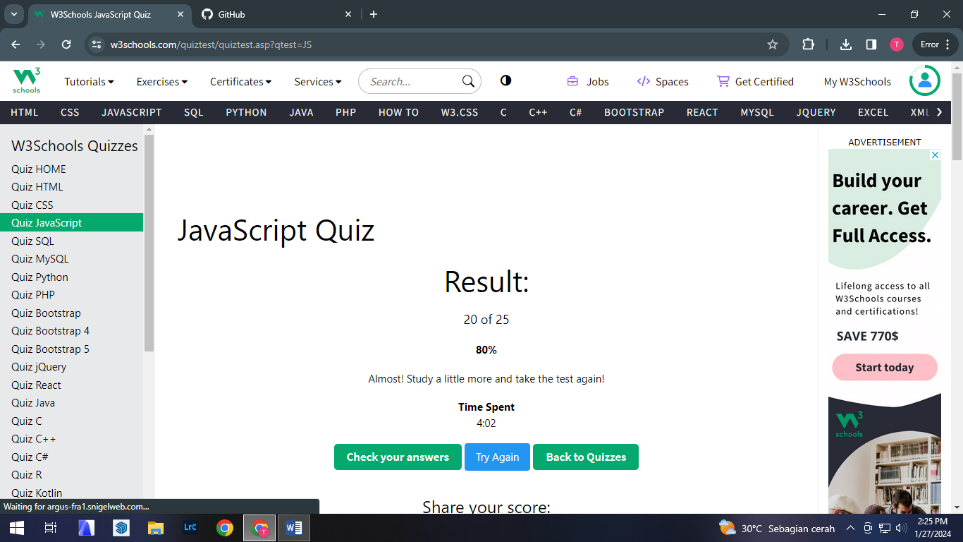 W3Schools JavaScript Quiz
GitHub
w3schools.com/quiztest/quiztest.asp?qtest=JS
T
Error
W3
schools
Tutorials
Exercises
Certificates
Services
Search...
Jobs
Spaces
Get Certified
My W3Schools
HTML CSS JAVASCRIPT SQL PYTHON JAVA PHP HOW TO W3.CSS C C++ C# BOOTSTRAP REACT MYSQL JQUERY EXCEL XML
W3Schools Quizzes
Quiz HOME
Quiz HTML
Quiz CSS
Quiz JavaScript
Quiz SQL
Quiz MySQL
Quiz Python
Quiz PHP
Quiz Bootstrap
Quiz Bootstrap 4
Quiz Bootstrap 5
Quiz jQuery
Quiz React
Quiz Java
Quiz C
Quiz C++
Quiz C#
Quiz R
Quiz Kotlin
JavaScript Quiz
Result:
20 of 25
80%
Almost! Study a little more and take the test again!
Time Spent
4:02
Check your answers
Try Again
Back to Quizzes
Share your score:
ADVERTISEMENT
Build your
career. Get
Full Access.
Lifelong access to all
W3Schools courses
and certifications!
SAVE 770$
Start today
W3
schools
Waiting for argus-fra1.snigelweb.com...
LrC
T
W
30°C Sebagian cerah
2:25 PM
1/27/2024